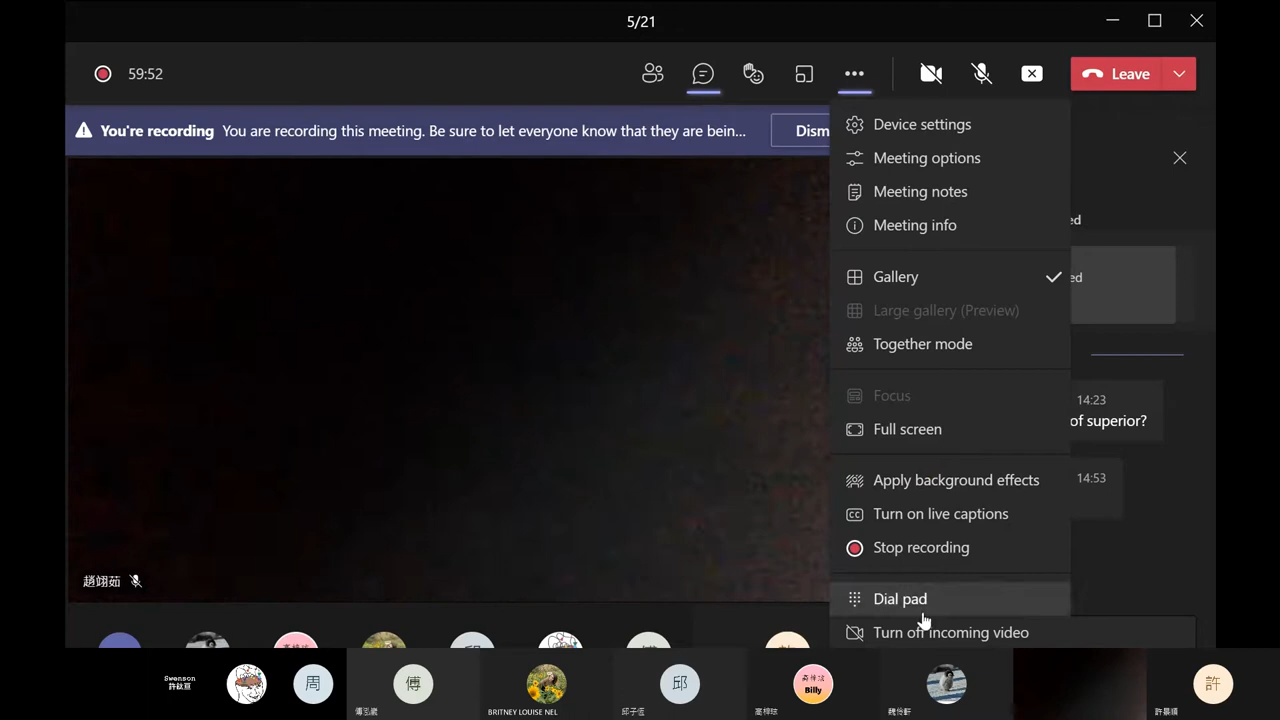 5/21
59:52
Leave
You're recording You are recording this meeting. Be sure to let everyone know that they are bein...
Dism
Device settings
Meeting options
Meeting notes
Meeting info
ed
Gallery
ed
Large gallery (Preview)
Together mode
Focus
14:23
Full screen
of superior?
Apply background effects
14:53
CC Turn on live captions
Stop recording
趙翊茹
Dial pad
Turn off incoming video
Swenson
周
傅
邱
Billy
許
BRITNEY LOUISE NEL